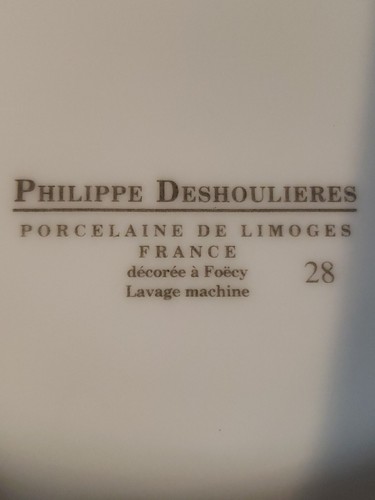 PHILIPPE DESHOULIERES
PORCELAINE DE LIMOGES
FRANCE
décorée à Foëcy
Lavage machine
28